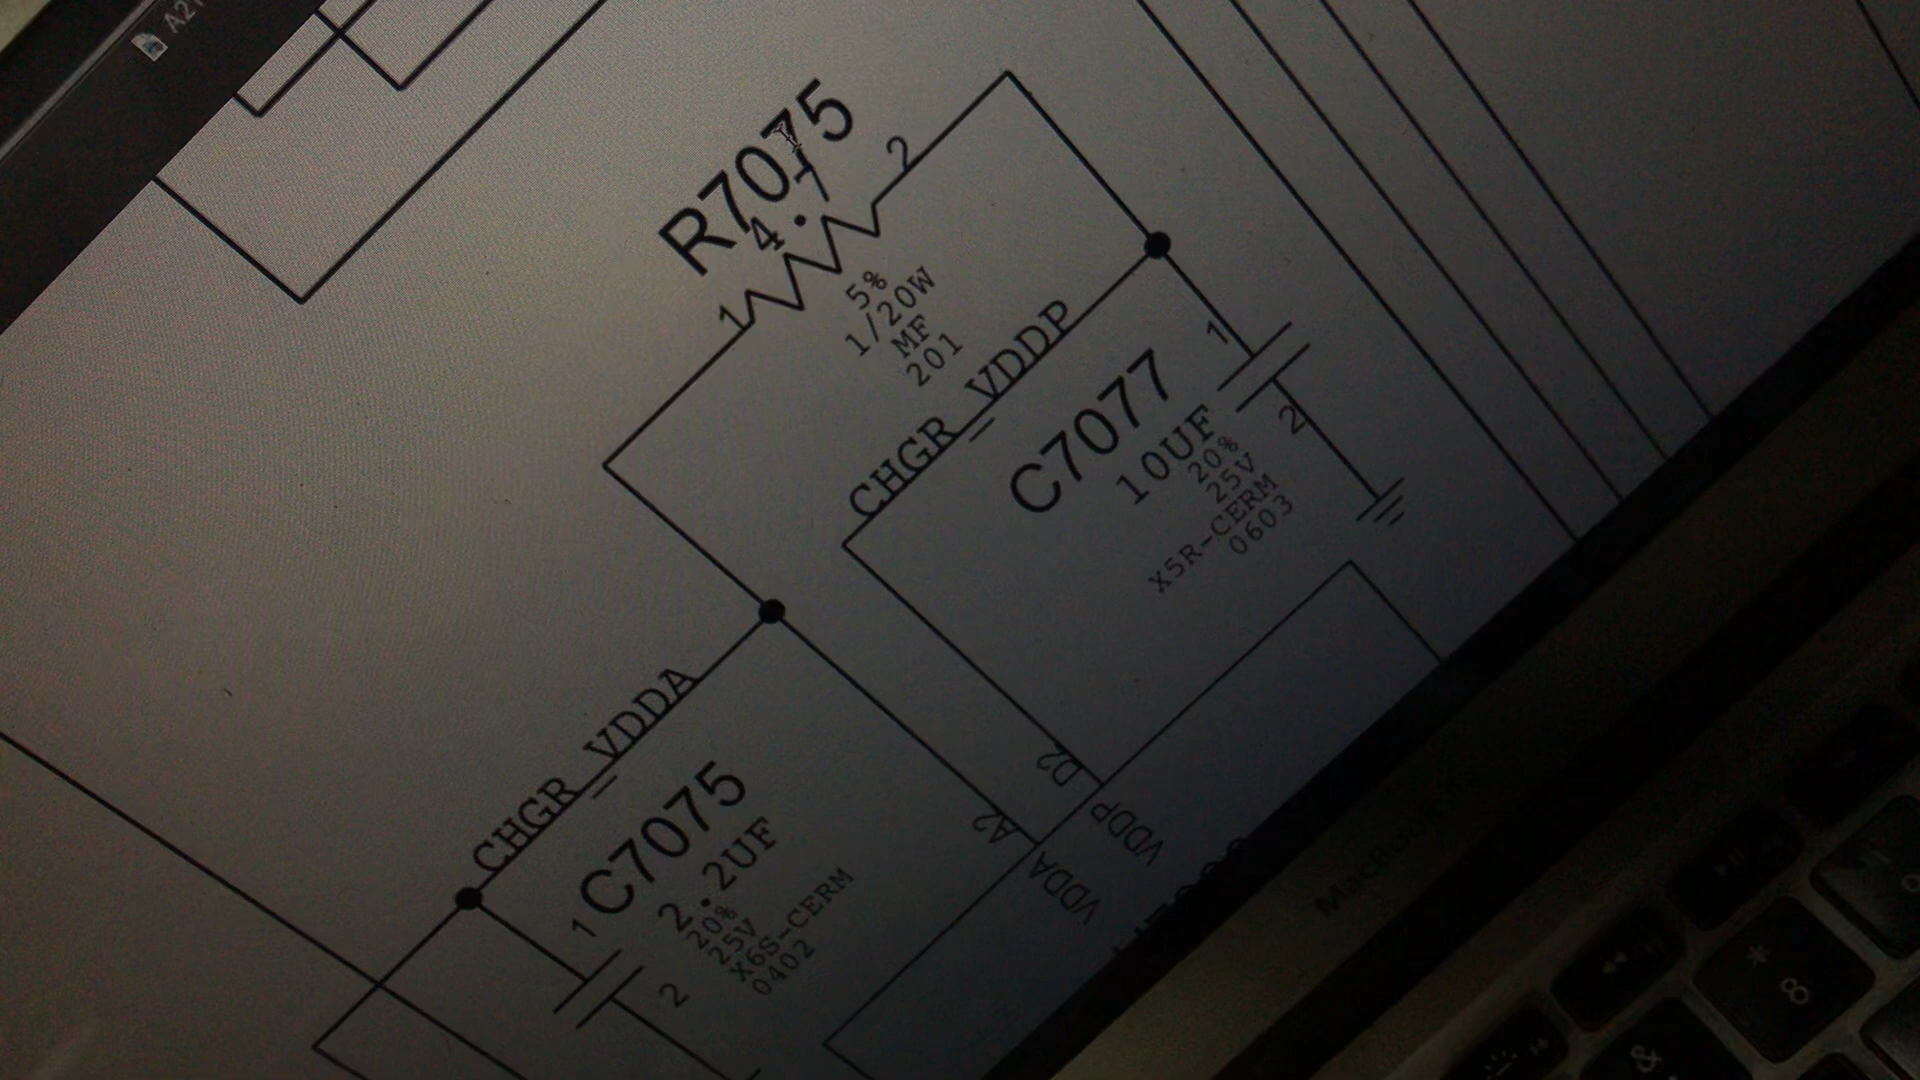 R7075
4.7
1
2
5%
1/20W
MF
201
CHGR_VDDP
C7077
10UF
20%
25V
X5R-CERM
0603
1
2
CHGR_VDDA
C7075
2.2UF
20%
25V
X6S-CERM
0402
1
2
D2
VDDP
A2
VDDA
8
*
&